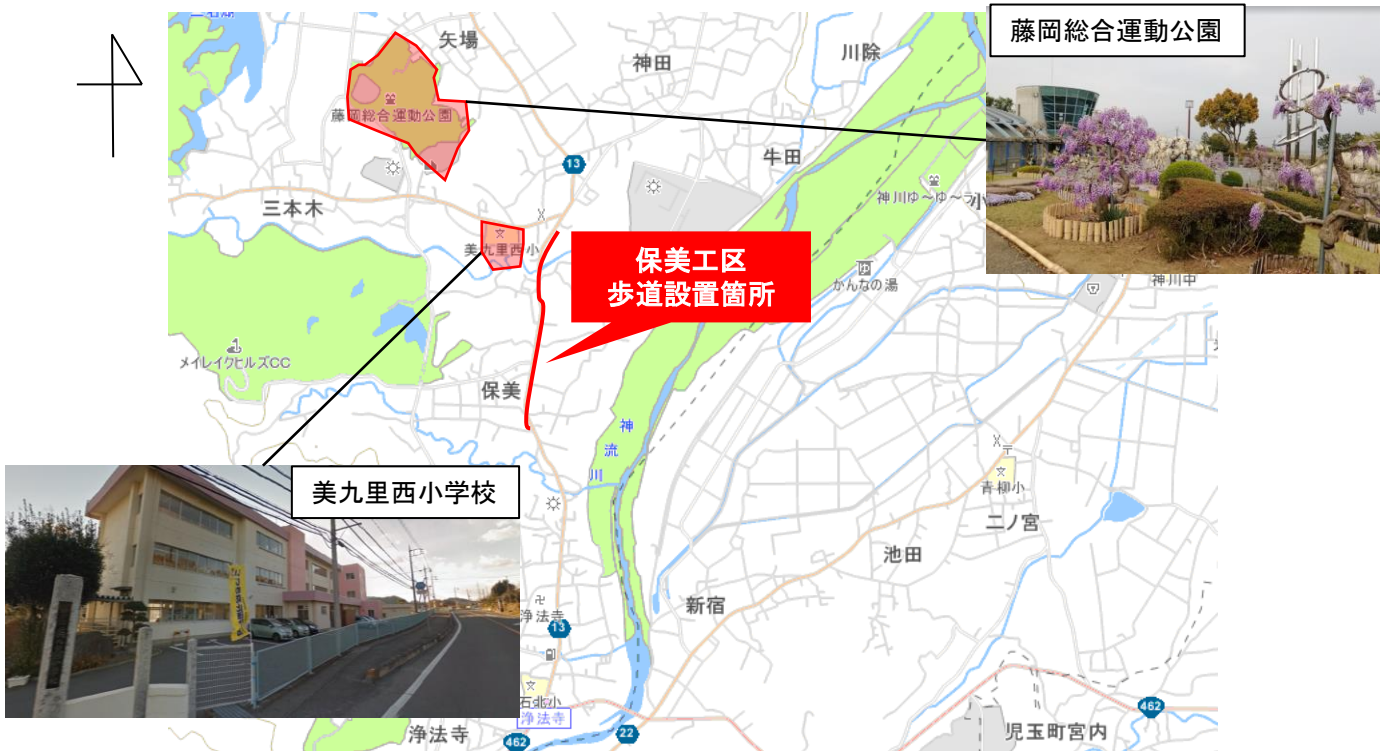 藤岡総合運動公園
矢場
神田
川除
藤岡総合運動公園
13
牛田
神川ゆ～ゆ～ラ
小
三本木
美九里西小
保美工区
歩道設置箇所
かんなの湯
神川中
メイレイクヒルズCC
保美
神
流
川
美九里西小学校
青柳小
二ノ宮
池田
新宿
浄法寺
13
石北小
浄法寺
浄法寺
462
22
462
児玉町宮内